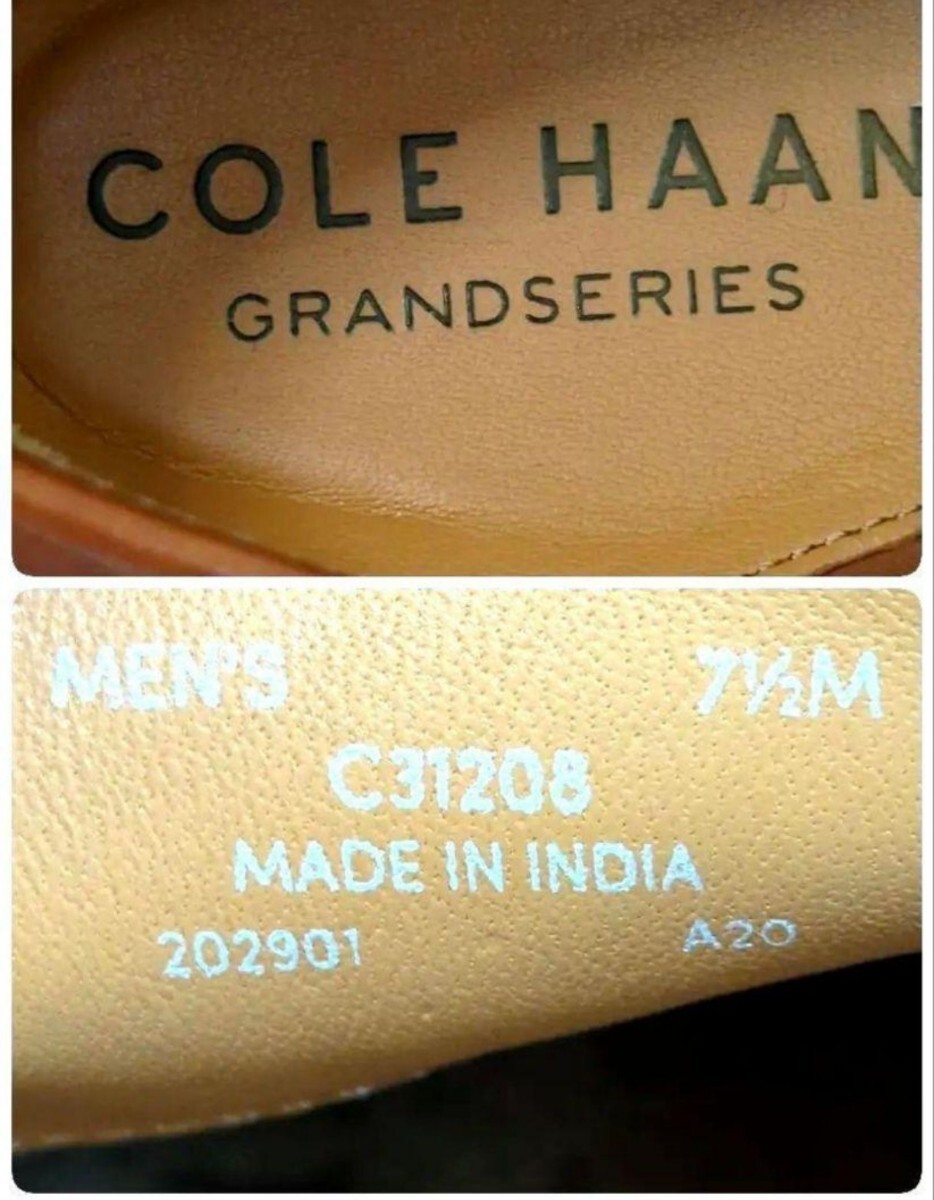 COLE HAAN
GRANDSERIES
MEN'S 7½M
C31208
MADE IN INDIA
202901 A20